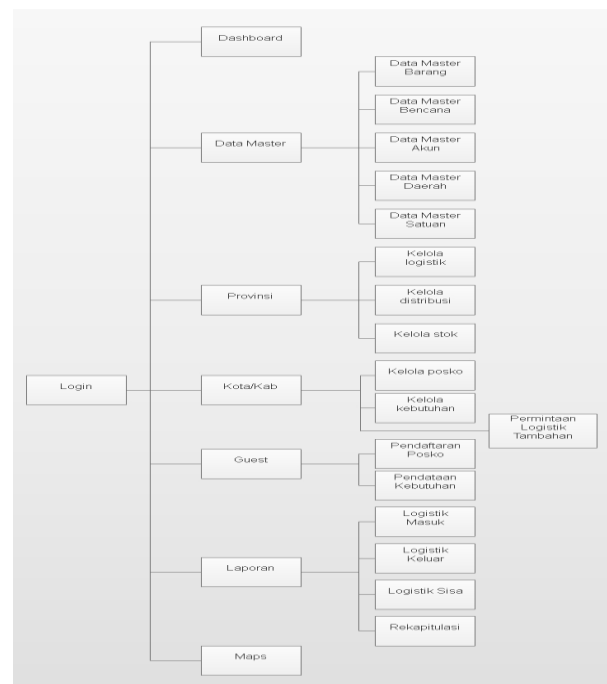 Dashboard
Data Master
Barang
Data Master
Bencana
Data Master
Data Master
Akun
Data Master
Daerah
Data Master
Satuan
Kelola
logistik
Provinsi
Kelola
distribusi
Kelola stok
Login
Kota/Kab
Kelola posko
Kelola
kebutuhan
Permintaan
Logistik
Tambahan
Guest
Pendaftaran
Posko
Pendataan
Kebutuhan
Logistik
Masuk
Laporan
Logistik
Keluar
Logistik Sisa
Rekapitulasi
Maps